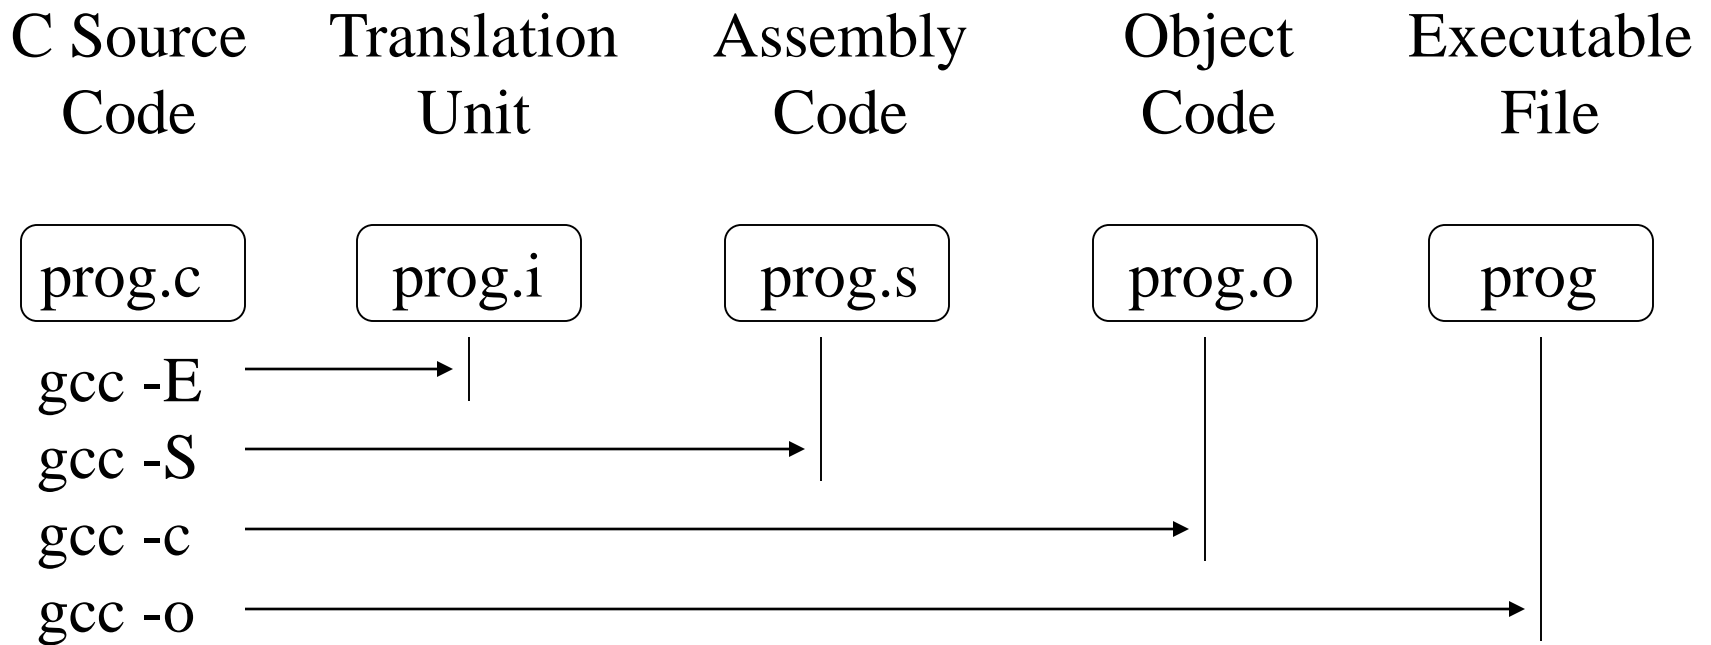 C Source Translation Assembly Object Executable
Code Unit Code Code File
prog.c prog.i prog.s prog.o prog
gcc -E
gcc -S
gcc -c
gcc -o